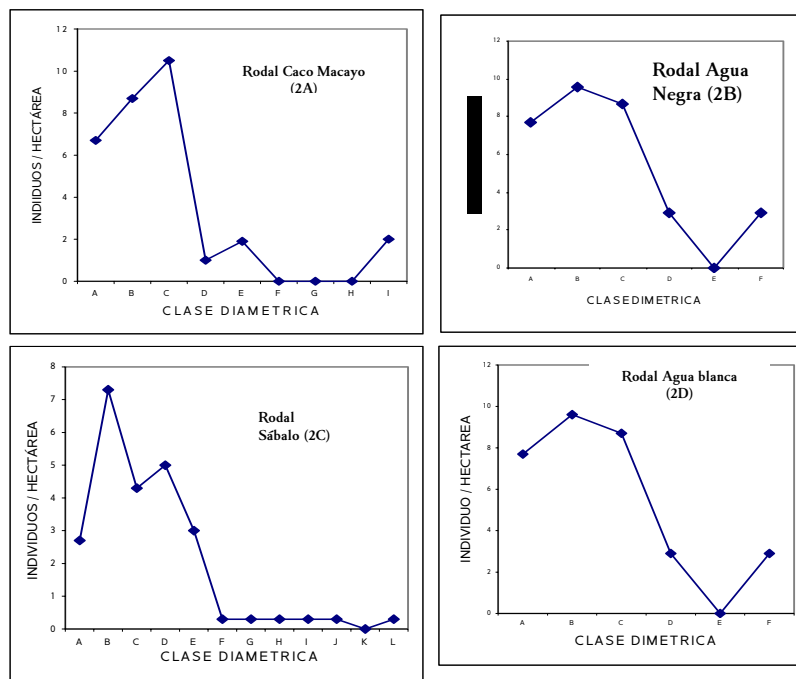 Rodal Caco Macayo
(2A)
INDIIDUOS / HECTÁREA
12
10
8
6
4
2
0
A B C D E F G H I
CLASE DIAMETRICA
Rodal Agua
Negra (2B)
12
10
8
6
4
2
0
A B C D E F
CLASEDIMETRICA
Rodal
Sábalo (2C)
INDIVIDUOS / HECTÁREA
8
7
6
5
4
3
2
1
0
A B C D E F G H I J K L
CLASE DIAMETRICA
Rodal Agua blanca
(2D)
INDIVIDUO / HECTAREA
12
10
8
6
4
2
0
A B C D E F
CLASE DIMETRICA